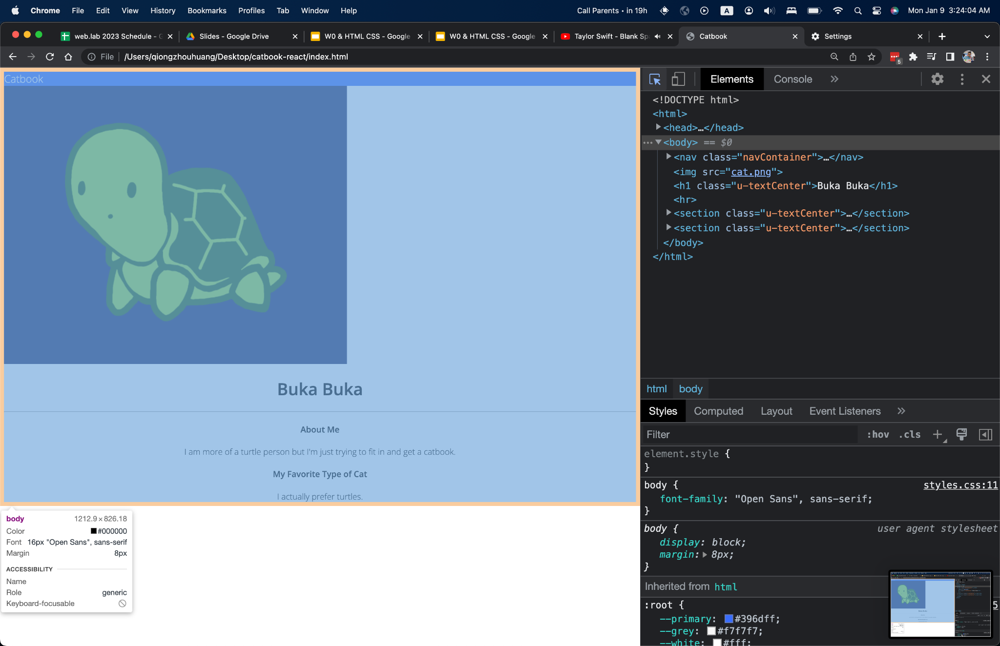 Chrome File Edit View History Bookmarks Profiles Tab Window Help Call Parents • in 19h A Mon Jan 9 3:24:04 AM
web.lab 2023 Schedule - G Slides - Google Drive W0 & HTML CSS - Google W0 & HTML CSS - Google Taylor Swift - Blank Sp Catbook Settings
File /Users/qiongzhouhuang/Desktop/catbook-react/index.html 5
Catbook
Buka Buka
About Me
I am more of a turtle person but I'm just trying to fit in and get a catbook.
My Favorite Type of Cat
I actually prefer turtles.
body 1212.9 × 826.18
Color #000000
Font 16px "Open Sans", sans-serif
Margin 8px
ACCESSIBILITY
Name
Role generic
Keyboard-focusable
Elements Console »
<!DOCTYPE html>
<html>
<head>…</head>
<body> == $0
<nav class="navContainer">…</nav>
<img src="cat.png">
<h1 class="u-textCenter">Buka Buka</h1>
<hr>
<section class="u-textCenter">…</section>
<section class="u-textCenter">…</section>
</body>
</html>
html body
Styles Computed Layout Event Listeners »
Filter :hov .cls +
element.style {
}
body { styles.css:11
font-family: "Open Sans", sans-serif;
}
body { user agent stylesheet
display: block;
margin: 8px;
}
Inherited from html
:root { 5
--primary: #396dff;
--grey: #f7f7f7;
--white: #fff;